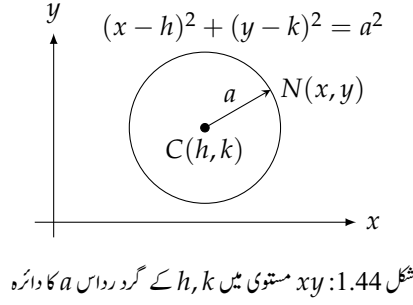 y
(x − h)² + (y − k)² = a²
N(x, y)
a
C(h, k)
x
شکل 1.44: xy مستوی میں h, k کے گرد رداس a کا دائرہ